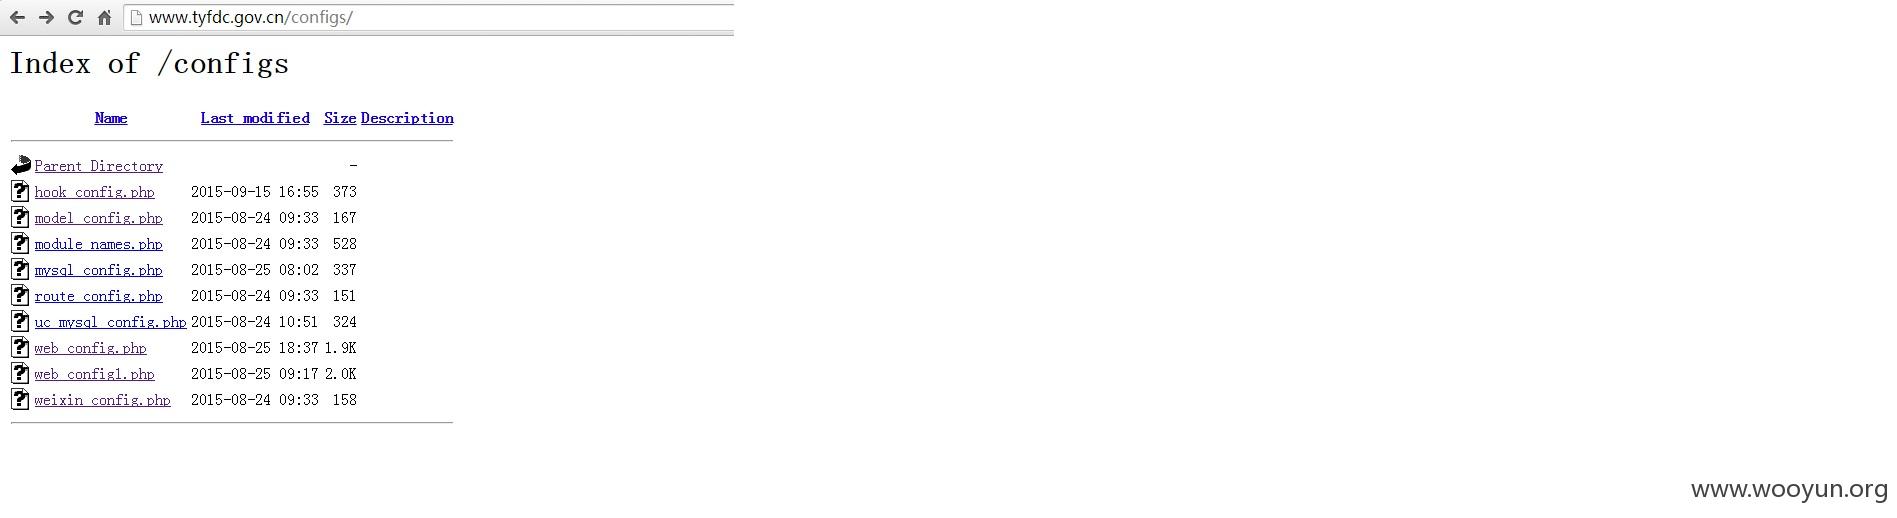 www.tyfdc.gov.cn/configs/
Index of /configs
Name Last modified Size Description
Parent Directory -
hook_config.php 2015-09-15 16:55 373
model_config.php 2015-08-24 09:33 167
module_names.php 2015-08-24 09:33 528
mysql_config.php 2015-08-25 08:02 337
route_config.php 2015-08-24 09:33 151
uc_mysql_config.php 2015-08-24 10:51 324
web_config.php 2015-08-25 18:37 1.9K
web_config1.php 2015-08-25 09:17 2.0K
weixin_config.php 2015-08-24 09:33 158
www.wooyun.org